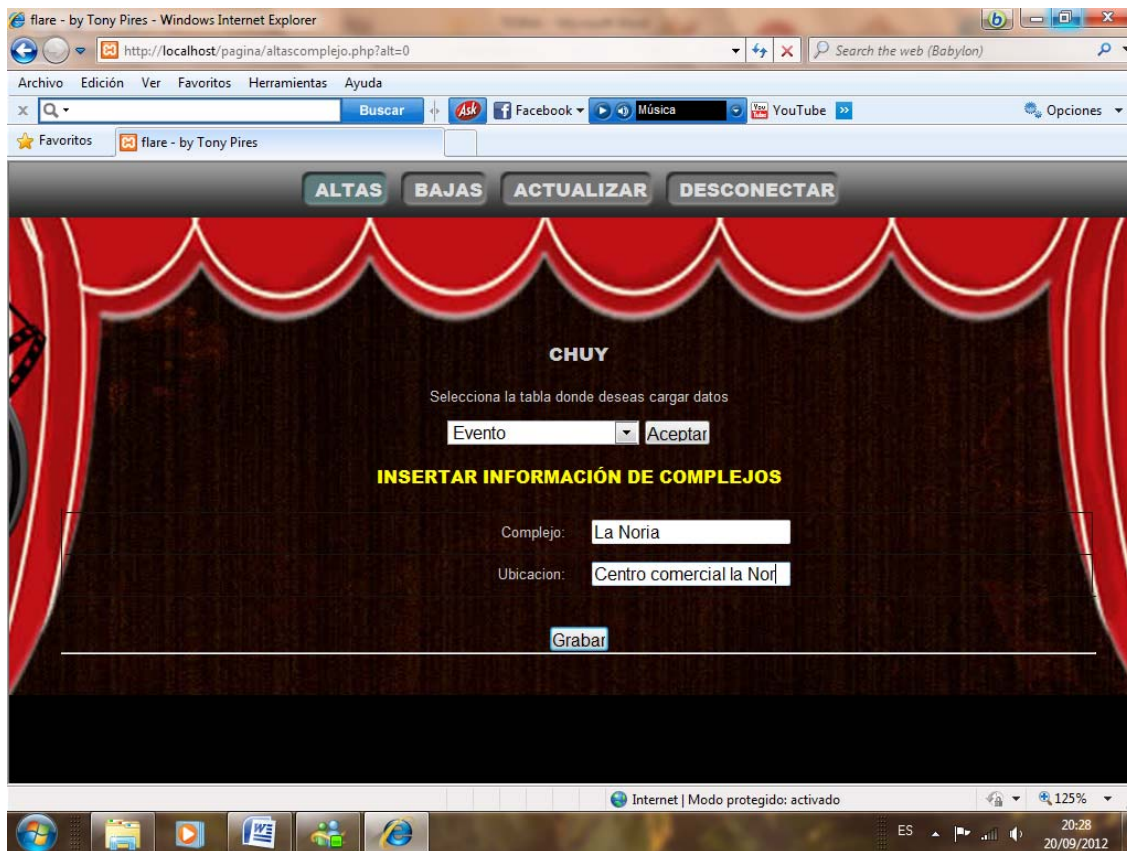 flare - by Tony Pires - Windows Internet Explorer
http://localhost/pagina/altascomplejo.php?alt=0
Search the web (Babylon)
Archivo Edición Ver Favoritos Herramientas Ayuda
Buscar Ask Facebook Música You Tube YouTube Opciones
Favoritos flare - by Tony Pires
ALTAS BAJAS ACTUALIZAR DESCONECTAR
CHUY
Selecciona la tabla donde deseas cargar datos
Evento Aceptar
INSERTAR INFORMACIÓN DE COMPLEJOS
Complejo: La Noria
Ubicacion: Centro comercial la Nor
Grabar
Internet | Modo protegido: activado 125%
ES 20:28
20/09/2012